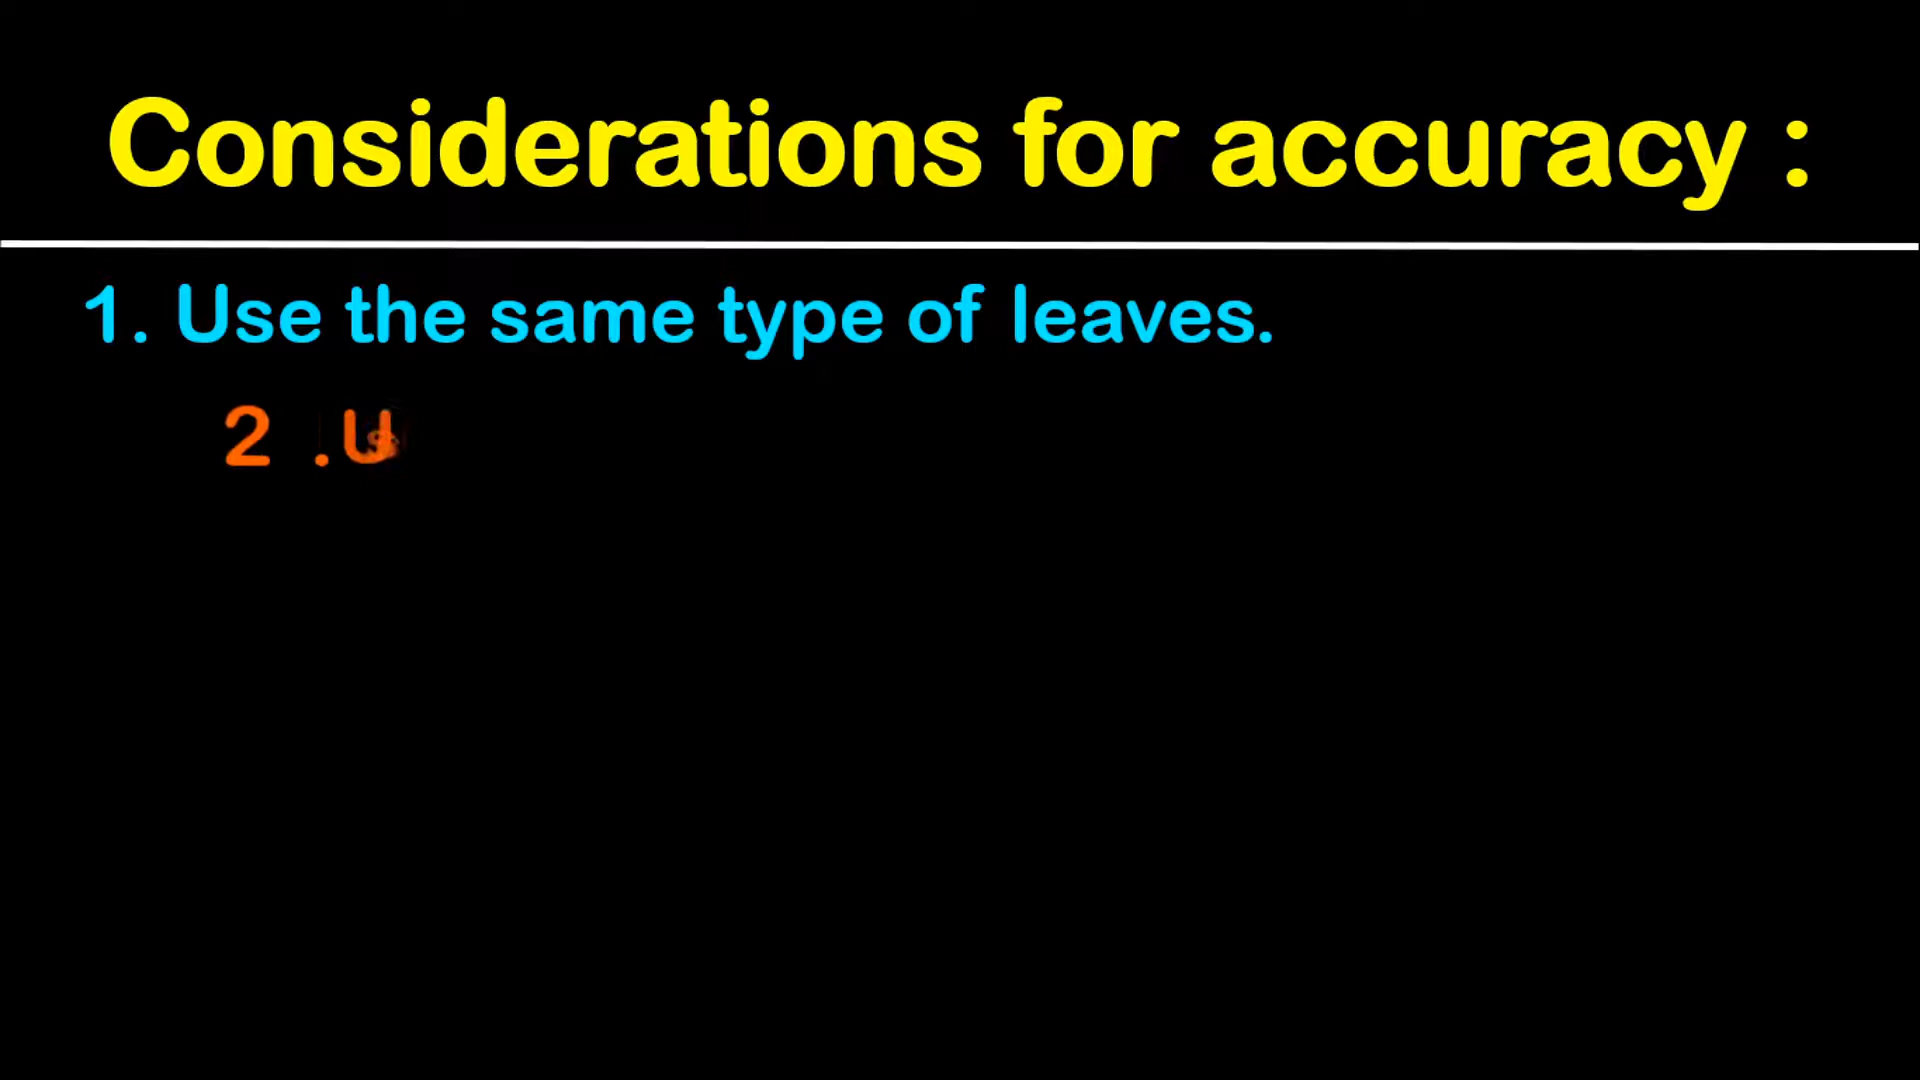 Considerations for accuracy :
1. Use the same type of leaves.
2 .U